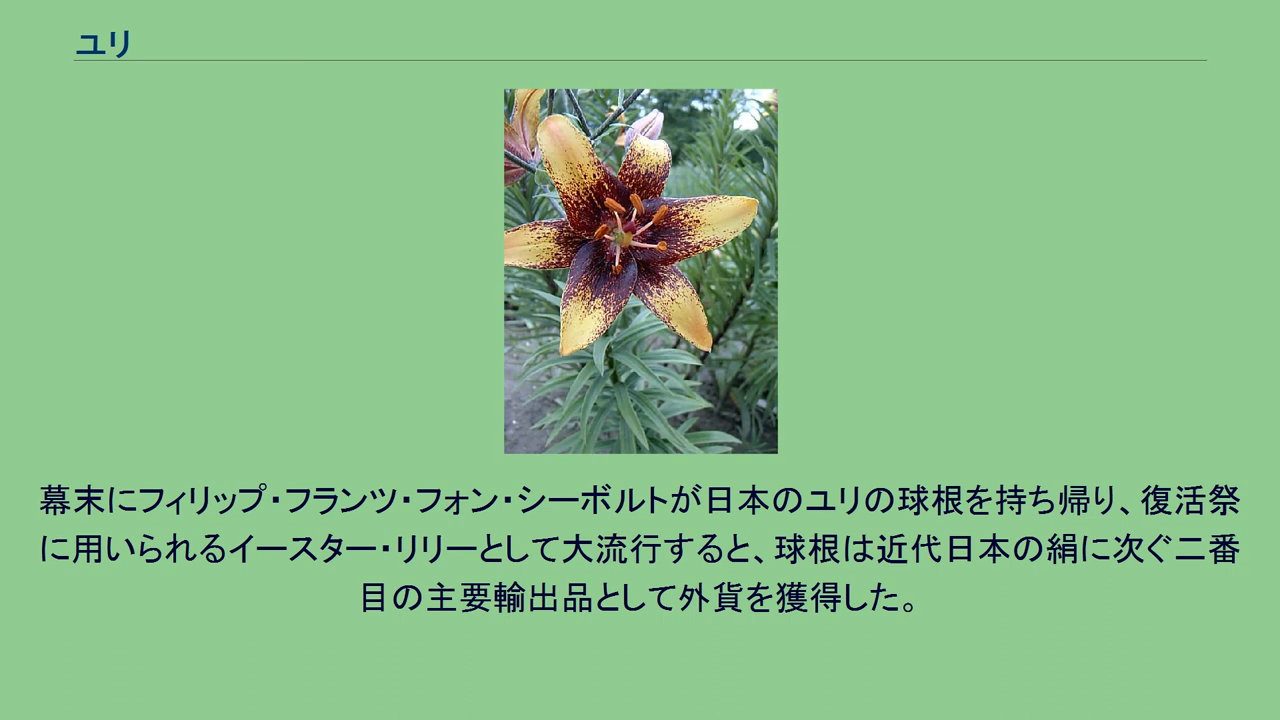 ユリ
幕末にフィリップ・フランツ・フォン・シーボルトが日本のユリの球根を持ち帰り、復活祭
に用いられるイースター・リリーとして大流行すると、球根は近代日本の絹に次ぐ二番
目の主要輸出品として外貨を獲得した。